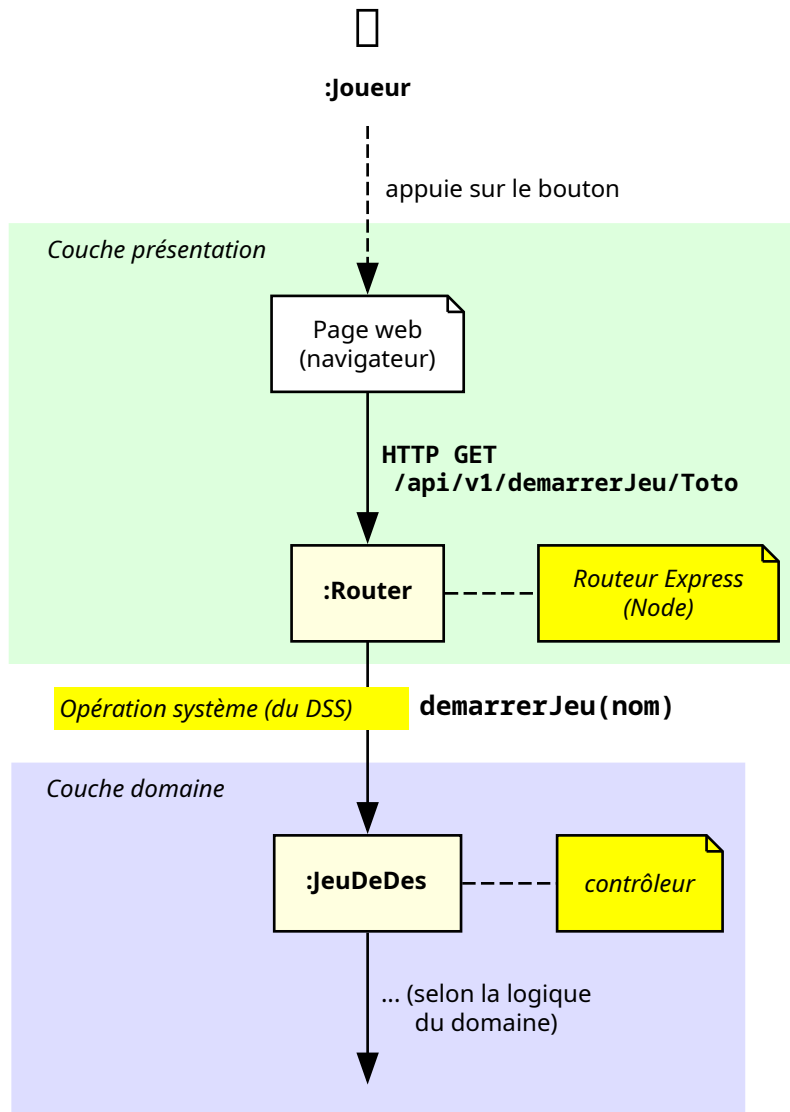 :Joueur
appuie sur le bouton
Couche présentation
Page web
(navigateur)
HTTP GET
/api/v1/demarrerJeu/Toto
:Router
Routeur Express
(Node)
Opération système (du DSS)
demarrerJeu(nom)
Couche domaine
:JeuDeDes
contrôleur
... (selon la logique
du domaine)